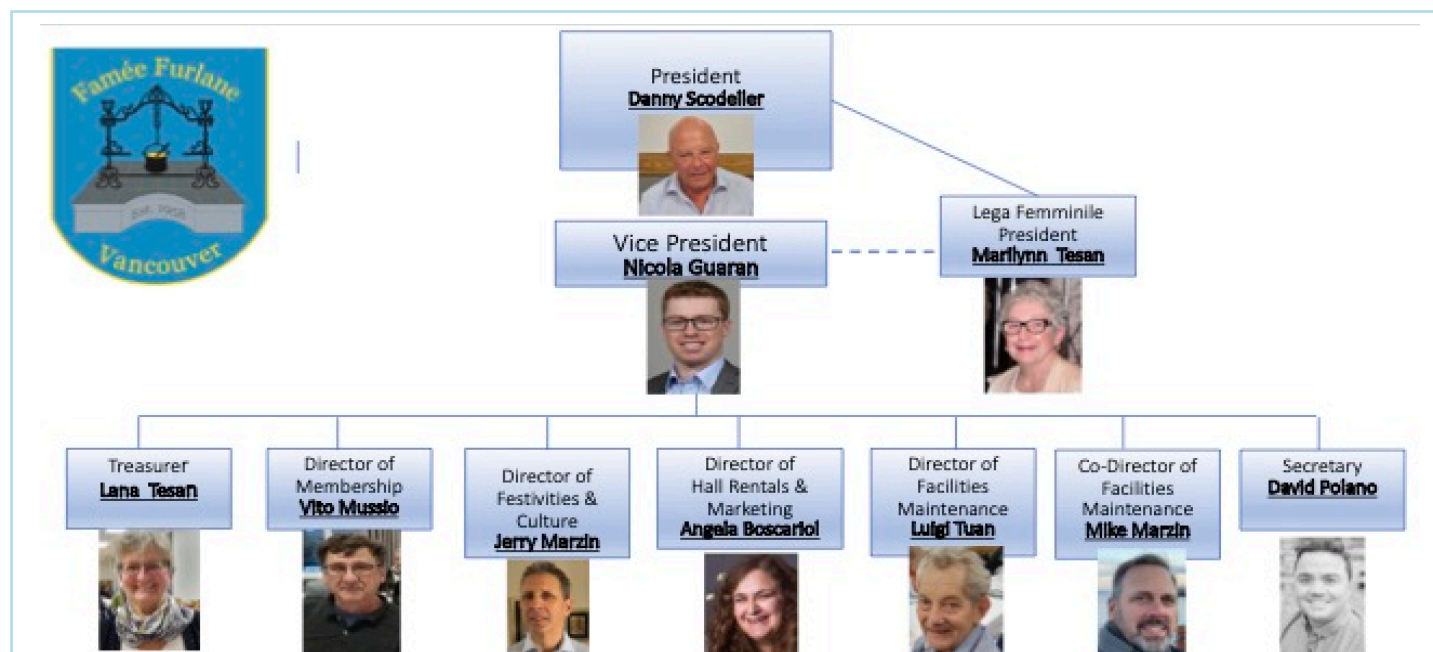 Famée Furlane
Est. 1958
Vancouver
President
Danny Scodeller
Vice President
Nicola Guaran
Lega Femminile
President
Marilynn Tesan
Treasurer
Lana Tesan
Director of
Membership
Vito Mussio
Director of
Festivities &
Culture
Jerry Marzin
Director of
Hall Rentals &
Marketing
Angela Boscariol
Director of
Facilities
Maintenance
Luigi Tuan
Co-Director of
Facilities
Maintenance
Mike Marzin
Secretary
David Polano